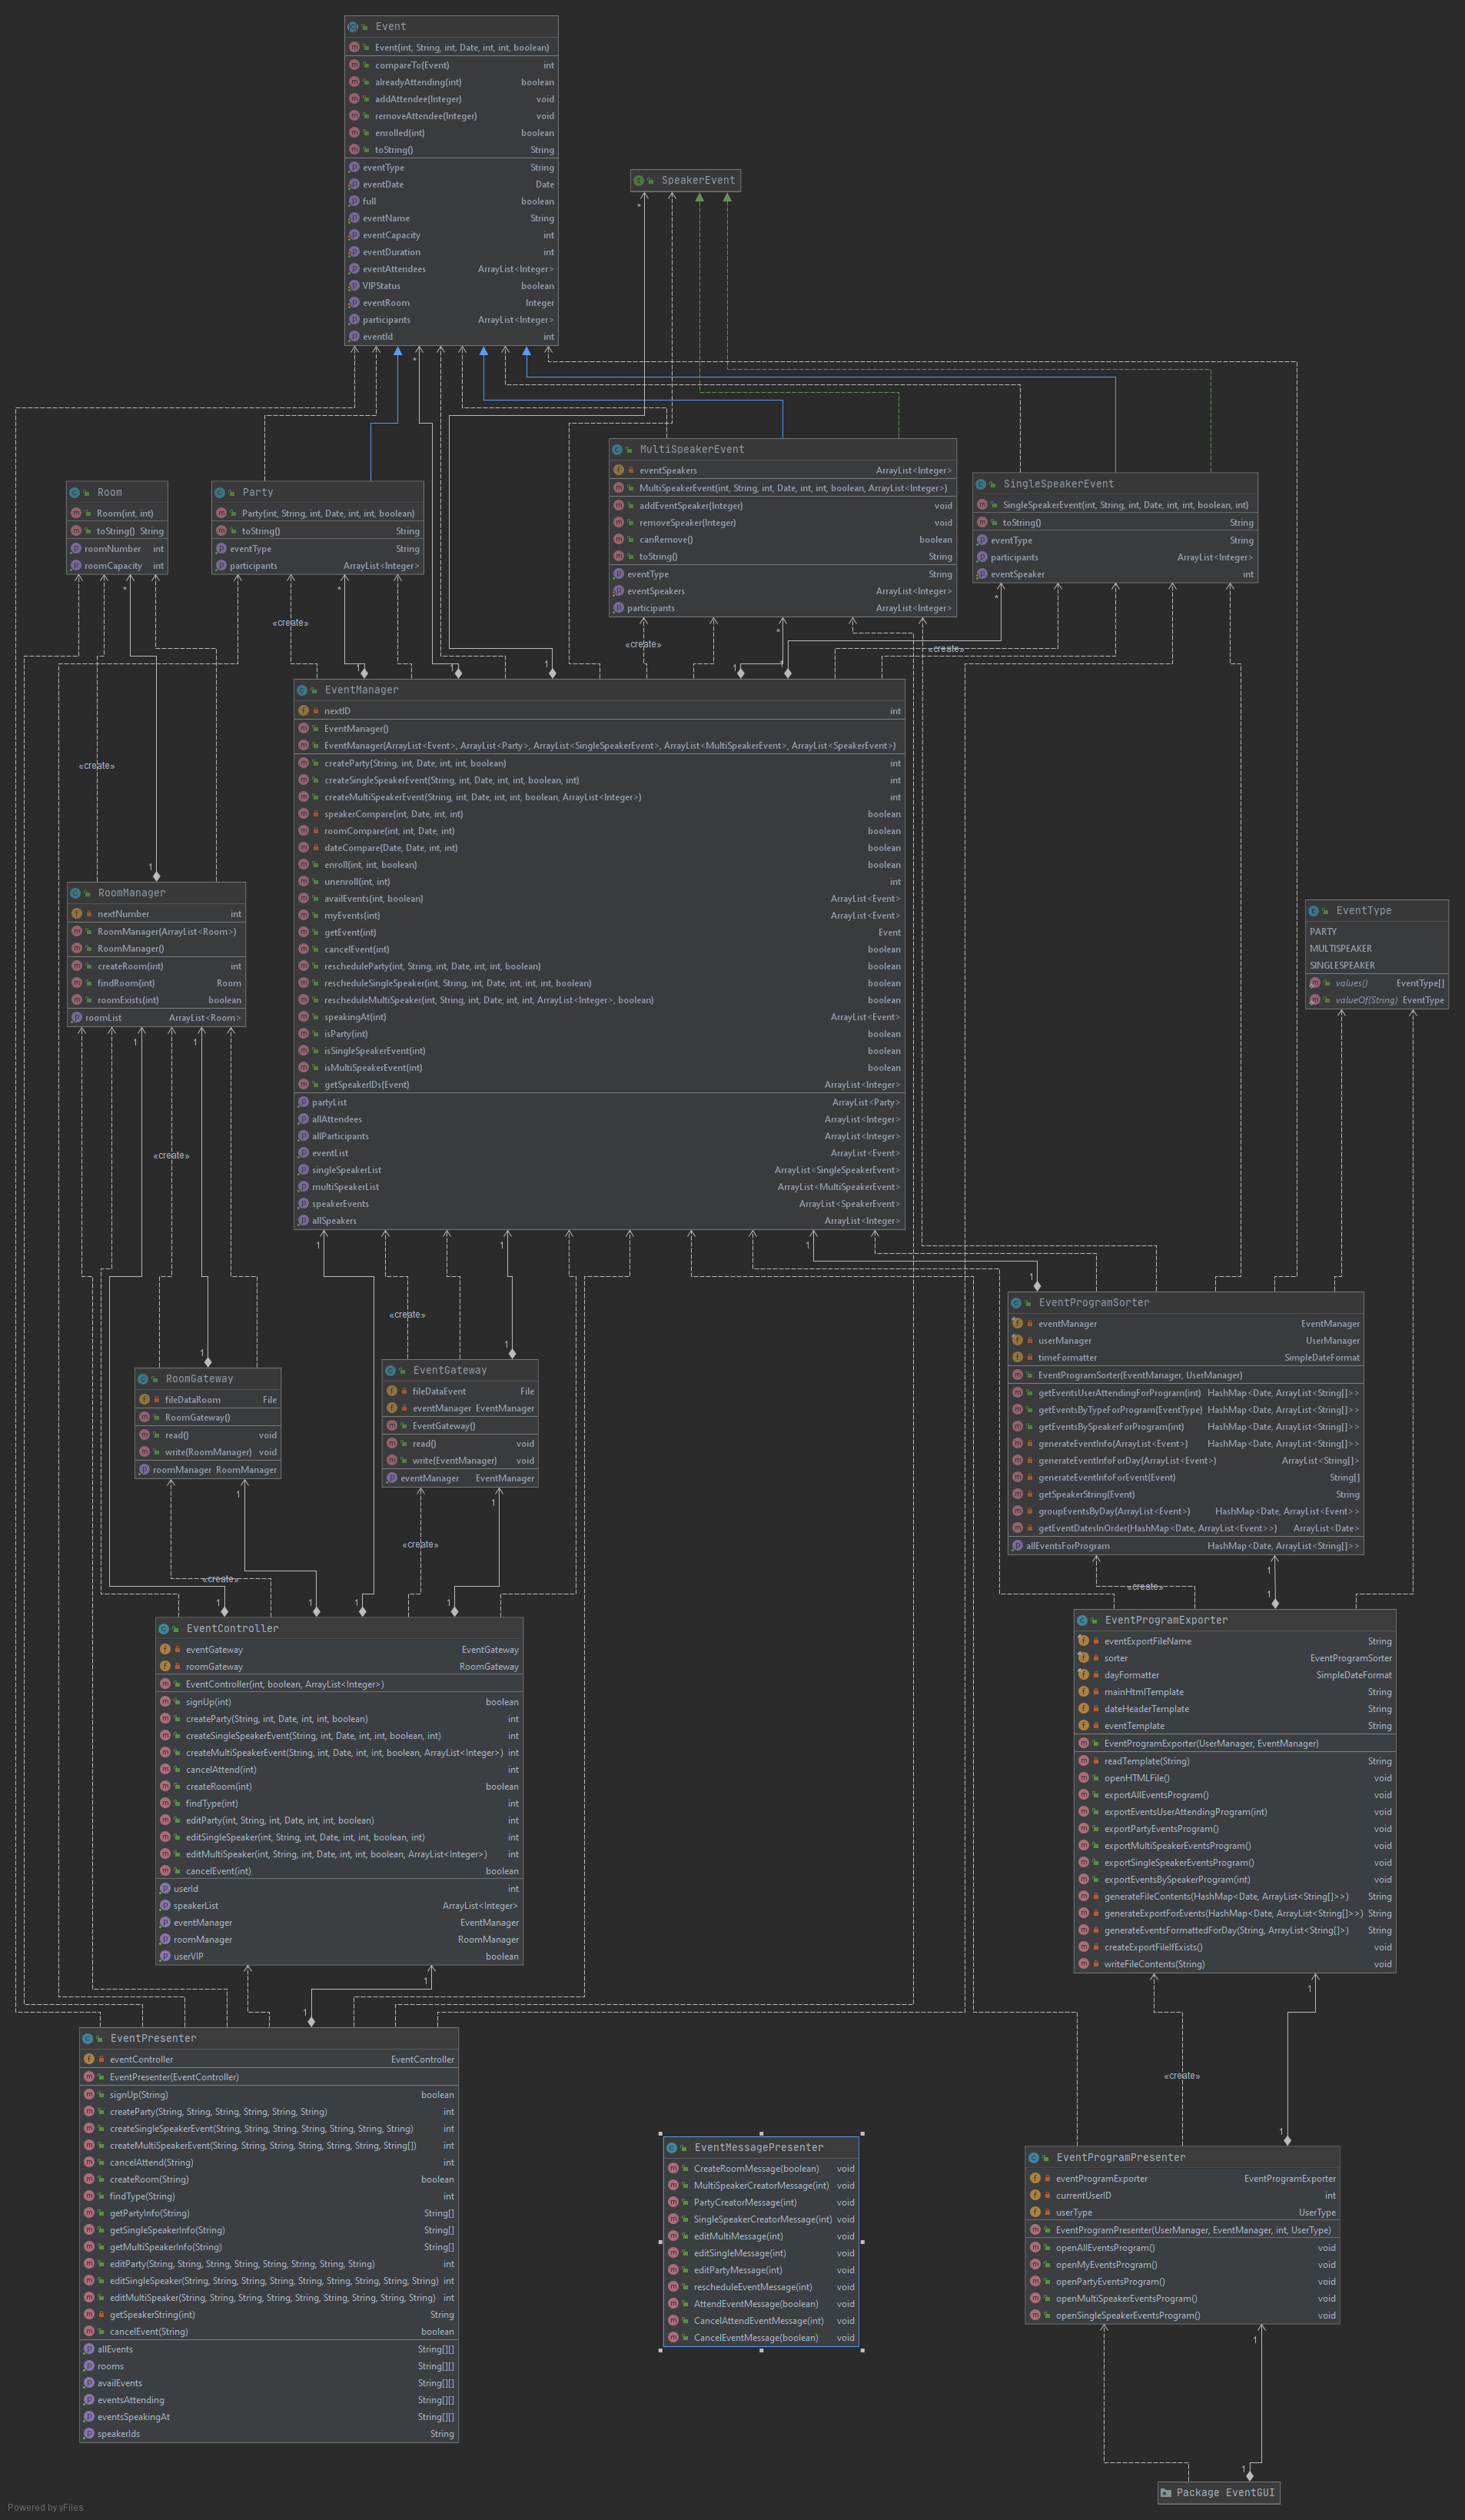 Event
Event(int, String, int, Date, int, int, boolean)
compareTo(Event) int
alreadyAttending(int) boolean
addAttendee(Integer) void
removeAttendee(Integer) void
enrolled(int) boolean
toString() String
eventType String
eventDate Date
full boolean
eventName String
eventCapacity int
eventDuration int
eventAttendees ArrayList<Integer>
VIPStatus boolean
eventRoom Integer
participants ArrayList<Integer>
eventId int
SpeakerEvent
*
*
MultiSpeakerEvent
eventSpeakers ArrayList<Integer>
MultiSpeakerEvent(int, String, int, Date, int, int, boolean, ArrayList<Integer>)
addEventSpeaker(Integer) void
removeSpeaker(Integer) void
canRemove() boolean
toString() String
eventType String
eventSpeakers ArrayList<Integer>
participants ArrayList<Integer>
SingleSpeakerEvent
SingleSpeakerEvent(int, String, int, Date, int, int, boolean, int)
toString() String
eventType String
participants ArrayList<Integer>
eventSpeaker int
Room
Room(int, int)
toString() String
roomNumber int
roomCapacity int
Party
Party(int, String, int, Date, int, int, boolean)
toString() String
eventType String
participants ArrayList<Integer>
* * * *
«create»
«create»
«create»
1 1 1 1 1
EventManager
nextID int
EventManager()
EventManager(ArrayList<Event>, ArrayList<Party>, ArrayList<SingleSpeakerEvent>, ArrayList<MultiSpeakerEvent>, ArrayList<SpeakerEvent>)
createParty(String, int, Date, int, int, boolean) int
createSingleSpeakerEvent(String, int, Date, int, int, boolean, int) int
createMultiSpeakerEvent(String, int, Date, int, int, boolean, ArrayList<Integer>) int
speakerCompare(int, Date, int, int) boolean
roomCompare(int, int, Date, int) boolean
dateCompare(Date, Date, int, int) boolean
enroll(int, int, boolean) boolean
unenroll(int, int) int
availEvents(int, boolean) ArrayList<Event>
myEvents(int) ArrayList<Event>
getEvent(int) Event
cancelEvent(int) boolean
rescheduleParty(int, String, int, Date, int, int, boolean) boolean
rescheduleSingleSpeaker(int, String, int, Date, int, int, int, boolean) boolean
rescheduleMultiSpeaker(int, String, int, Date, int, int, ArrayList<Integer>, boolean) boolean
speakingAt(int) ArrayList<Event>
isParty(int) boolean
isSingleSpeakerEvent(int) boolean
isMultiSpeakerEvent(int) boolean
getSpeakerIDs(Event) ArrayList<Integer>
partyList ArrayList<Party>
allAttendees ArrayList<Integer>
allParticipants ArrayList<Integer>
eventList ArrayList<Event>
singleSpeakerList ArrayList<SingleSpeakerEvent>
multiSpeakerList ArrayList<MultiSpeakerEvent>
speakerEvents ArrayList<SpeakerEvent>
allSpeakers ArrayList<Integer>
«create»
1
RoomManager
nextNumber int
RoomManager(ArrayList<Room>)
RoomManager()
createRoom(int) int
findRoom(int) Room
roomExists(int) boolean
roomList ArrayList<Room>
EventType
PARTY
MULTISPEAKER
SINGLESPEAKER
values() EventType[]
valueOf(String) EventType
1 1
«create»
1 1 1
1
«create»
EventProgramSorter
eventManager EventManager
userManager UserManager
timeFormatter SimpleDateFormat
EventProgramSorter(EventManager, UserManager)
getEventsUserAttendingForProgram(int) HashMap<Date, ArrayList<String[]>>
getEventsByTypeForProgram(EventType) HashMap<Date, ArrayList<String[]>>
getEventsBySpeakerForProgram(int) HashMap<Date, ArrayList<String[]>>
generateEventInfo(ArrayList<Event>) HashMap<Date, ArrayList<String[]>>
generateEventInfoForDay(ArrayList<Event>) ArrayList<String[]>
generateEventInfoForEvent(Event) String[]
getSpeakerString(Event) String
groupEventsByDay(ArrayList<Event>) HashMap<Date, ArrayList<Event>>
getEventDatesInOrder(HashMap<Date, ArrayList<Event>>) ArrayList<Date>
allEventsForProgram HashMap<Date, ArrayList<String[]>>
1
RoomGateway
fileDataRoom File
RoomGateway()
read() void
write(RoomManager) void
roomManager RoomManager
1
EventGateway
fileDataEvent File
eventManager EventManager
EventGateway()
read() void
write(EventManager) void
eventManager EventManager
1 1
«create»
«create»
1
«create»
1 1 1 1
1
EventController
eventGateway EventGateway
roomGateway RoomGateway
EventController(int, boolean, ArrayList<Integer>)
signUp(int) boolean
createParty(String, int, Date, int, int, boolean) int
createSingleSpeakerEvent(String, int, Date, int, int, boolean, int) int
createMultiSpeakerEvent(String, int, Date, int, int, boolean, ArrayList<Integer>) int
cancelAttend(int) int
createRoom(int) boolean
findType(int) int
editParty(int, String, int, Date, int, int, boolean) int
editSingleSpeaker(int, String, int, Date, int, int, boolean, int) int
editMultiSpeaker(int, String, int, Date, int, int, boolean, ArrayList<Integer>) int
cancelEvent(int) boolean
userId int
speakerList ArrayList<Integer>
eventManager EventManager
roomManager RoomManager
userVIP boolean
EventProgramExporter
eventExportFileName String
sorter EventProgramSorter
dayFormatter SimpleDateFormat
mainHtmlTemplate String
dateHeaderTemplate String
eventTemplate String
EventProgramExporter(UserManager, EventManager)
readTemplate(String) String
openHTMLFile() void
exportAllEventsProgram() void
exportEventsUserAttendingProgram(int) void
exportPartyEventsProgram() void
exportMultiSpeakerEventsProgram() void
exportSingleSpeakerEventsProgram() void
exportEventsBySpeakerProgram(int) void
generateFileContents(HashMap<Date, ArrayList<String[]>>) String
generateExportForEvents(HashMap<Date, ArrayList<String[]>>) String
generateEventsFormattedForDay(String, ArrayList<String[]>) String
createExportFileIfExists() void
writeFileContents(String) void
1
1
1
«create»
1
EventPresenter
eventController EventController
EventPresenter(EventController)
signUp(String) boolean
createParty(String, String, String, String, String, String) int
createSingleSpeakerEvent(String, String, String, String, String, String, String) int
createMultiSpeakerEvent(String, String, String, String, String, String, String[]) int
cancelAttend(String) int
createRoom(String) boolean
findType(String) int
getPartyInfo(String) String[]
getSingleSpeakerInfo(String) String[]
getMultiSpeakerInfo(String) String[]
editParty(String, String, String, String, String, String, String) int
editSingleSpeaker(String, String, String, String, String, String, String, String) int
editMultiSpeaker(String, String, String, String, String, String, String, String) int
getSpeakerString(int) String
cancelEvent(String) boolean
allEvents String[][]
rooms String[][]
availEvents String[][]
eventsAttending String[][]
eventsSpeakingAt String[][]
speakerIds String
EventMessagePresenter
CreateRoomMessage(boolean) void
MultiSpeakerCreatorMessage(int) void
PartyCreatorMessage(int) void
SingleSpeakerCreatorMessage(int) void
editMultiMessage(int) void
editSingleMessage(int) void
editPartyMessage(int) void
rescheduleEventMessage(int) void
AttendEventMessage(boolean) void
CancelAttendEventMessage(int) void
CancelEventMessage(boolean) void
EventProgramPresenter
eventProgramExporter EventProgramExporter
currentUserID int
userType UserType
EventProgramPresenter(UserManager, EventManager, int, UserType)
openAllEventsProgram() void
openMyEventsProgram() void
openPartyEventsProgram() void
openMultiSpeakerEventsProgram() void
openSingleSpeakerEventsProgram() void
1
1
Package EventGUI
Powered by yFiles